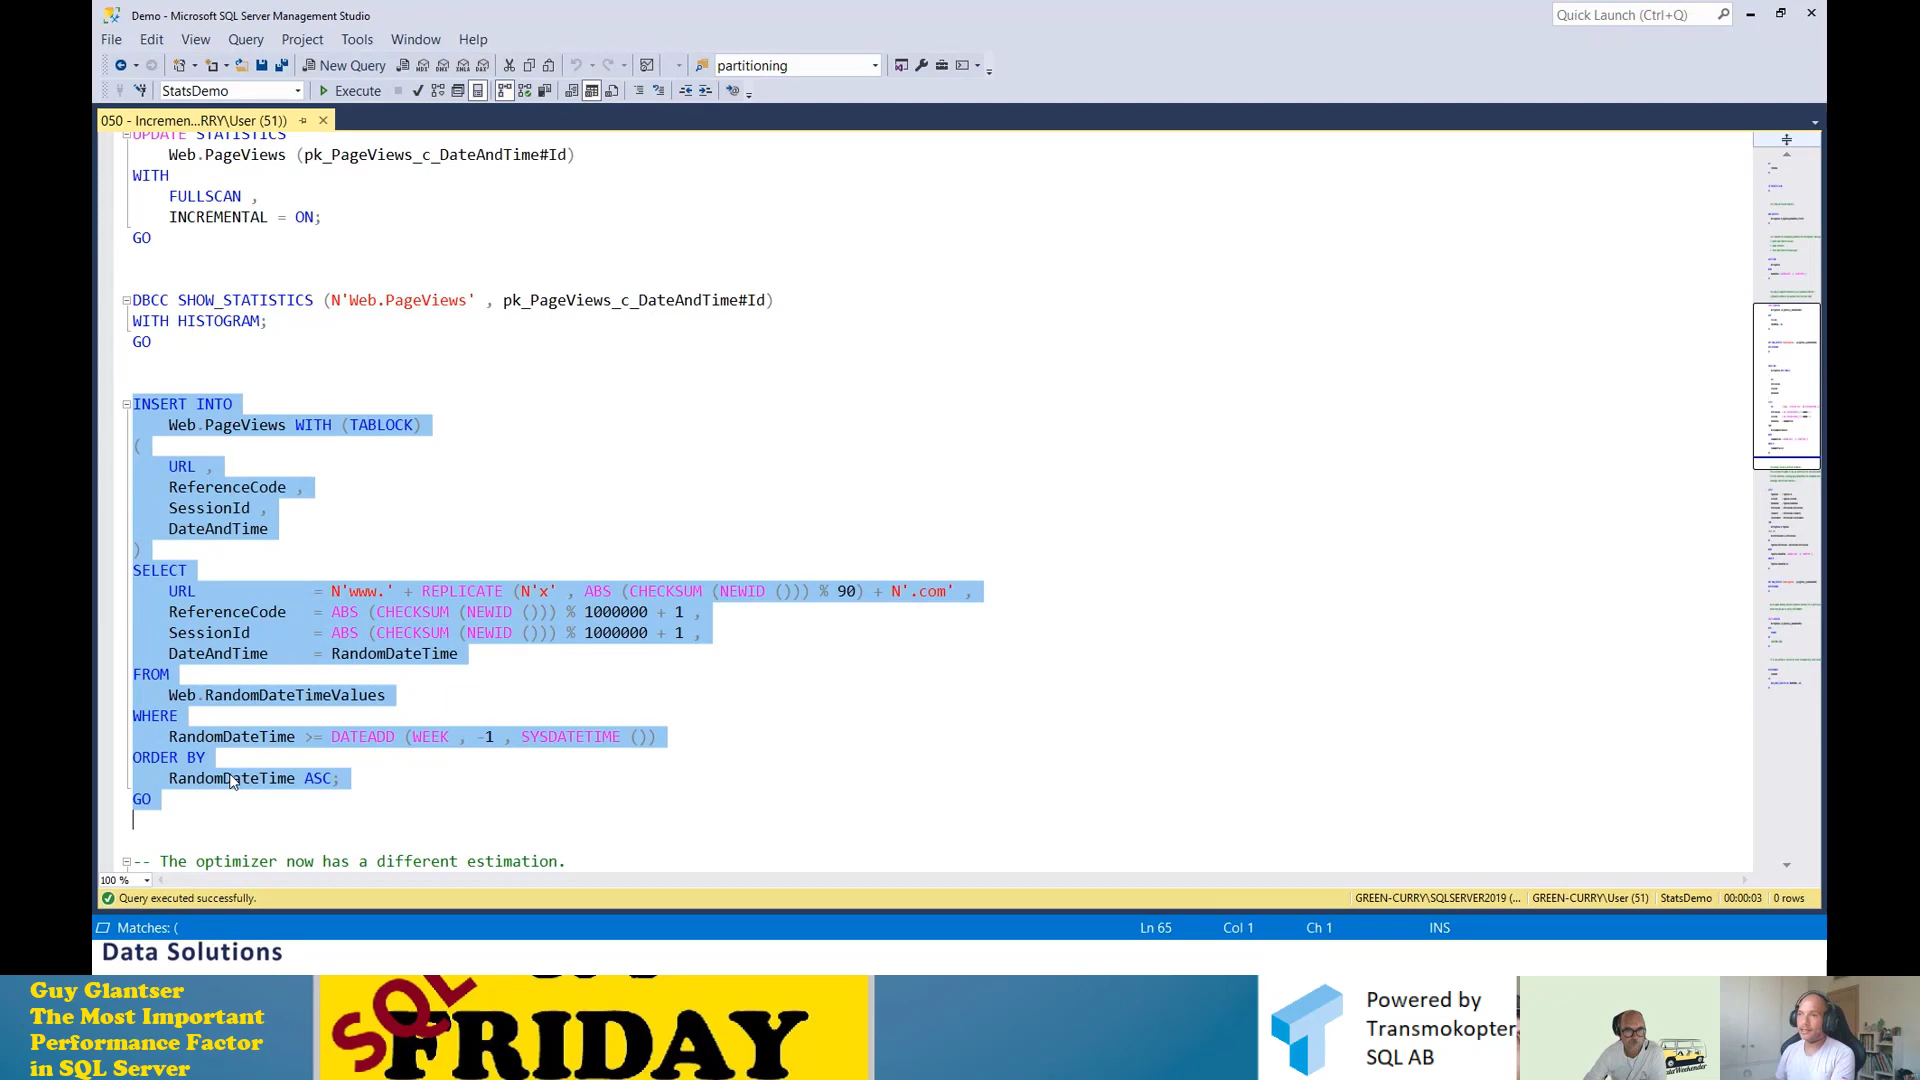 Demo - Microsoft SQL Server Management Studio
Quick Launch (Ctrl+Q)
File Edit View Query Project Tools Window Help
New Query
partitioning
StatsDemo
Execute
050 - Incremen...RRY\User (51))
UPDATE STATISTICS
Web.PageViews (pk_PageViews_c_DateAndTime#Id)
WITH
FULLSCAN ,
INCREMENTAL = ON;
GO
DBCC SHOW_STATISTICS (N'Web.PageViews' , pk_PageViews_c_DateAndTime#Id)
WITH HISTOGRAM;
GO
INSERT INTO
Web.PageViews WITH (TABLOCK)
(
URL ,
ReferenceCode ,
SessionId ,
DateAndTime
)
SELECT
URL = N'www.' + REPLICATE (N'x' , ABS (CHECKSUM (NEWID ())) % 90) + N'.com' ,
ReferenceCode = ABS (CHECKSUM (NEWID ())) % 1000000 + 1 ,
SessionId = ABS (CHECKSUM (NEWID ())) % 1000000 + 1 ,
DateAndTime = RandomDateTime
FROM
Web.RandomDateTimeValues
WHERE
RandomDateTime >= DATEADD (WEEK , -1 , SYSDATETIME ())
ORDER BY
RandomDateTime ASC;
GO
-- The optimizer now has a different estimation.
100 %
Query executed successfully.
GREEN-CURRY\SQLSERVER2019 (...
GREEN-CURRY\User (51)
StatsDemo
00:00:03
0 rows
Matches: (
Ln 65
Col 1
Ch 1
INS
Data Solutions
Guy Glantser
The Most Important
Performance Factor
in SQL Server
SQL
FRIDAY
Powered by
Transmokopter
SQL AB